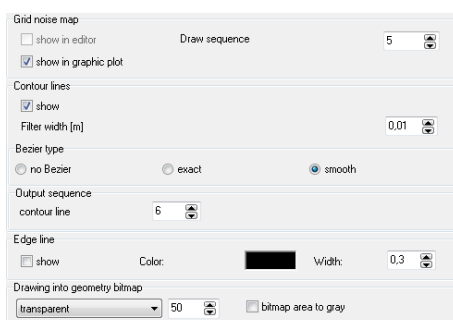 Grid noise map
show in editor Draw sequence 5
show in graphic plot
Contour lines
show
Filter width [m] 0,01
Bezier type
no Bezier exact smooth
Output sequence
contour line 6
Edge line
show Color: Width: 0,3
Drawing into geometry bitmap
transparent 50 bitmap area to gray